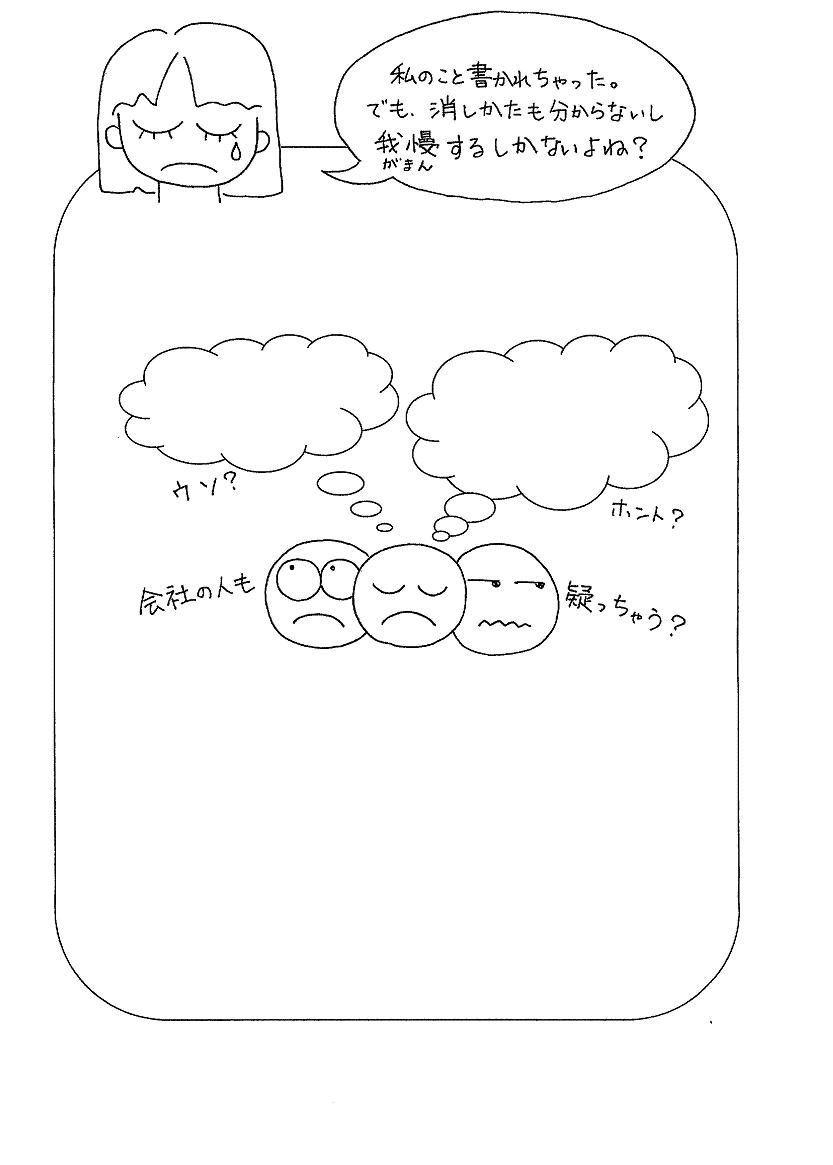 私のこと書かれちゃった。
でも、消しかたも分からないし
我慢するしかないよね?
がまん
ウソ?
ホント?
会社の人も
疑っちゃう?